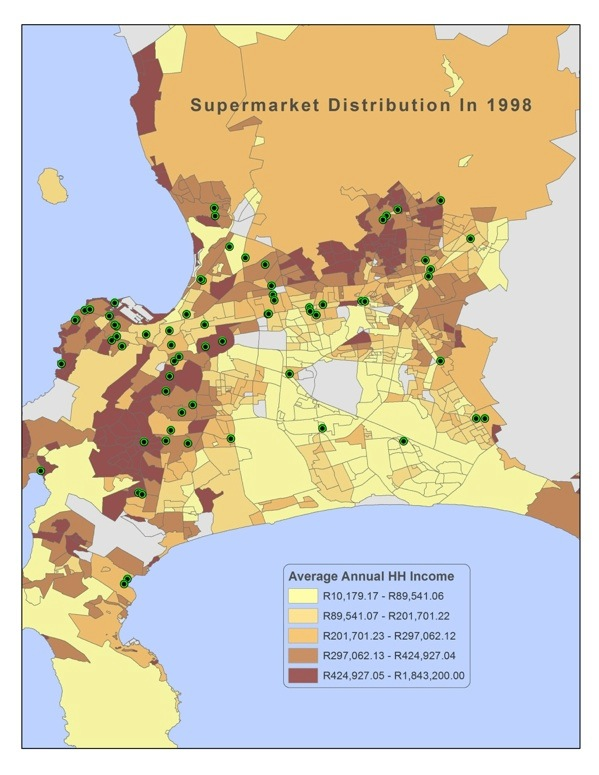 Supermarket Distribution In 1998
Average Annual HH Income
R10,179.17 - R89,541.06
R89,541.07 - R201,701.22
R201,701.23 - R297,062.12
R297,062.13 - R424,927.04
R424,927.05 - R1,843,200.00